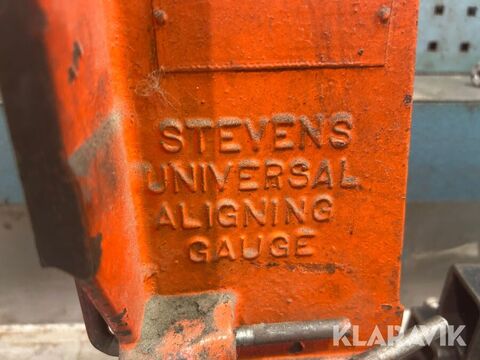 STEVENS
UNIVERSAL
ALIGNING
GAUGE
KLARAVIK